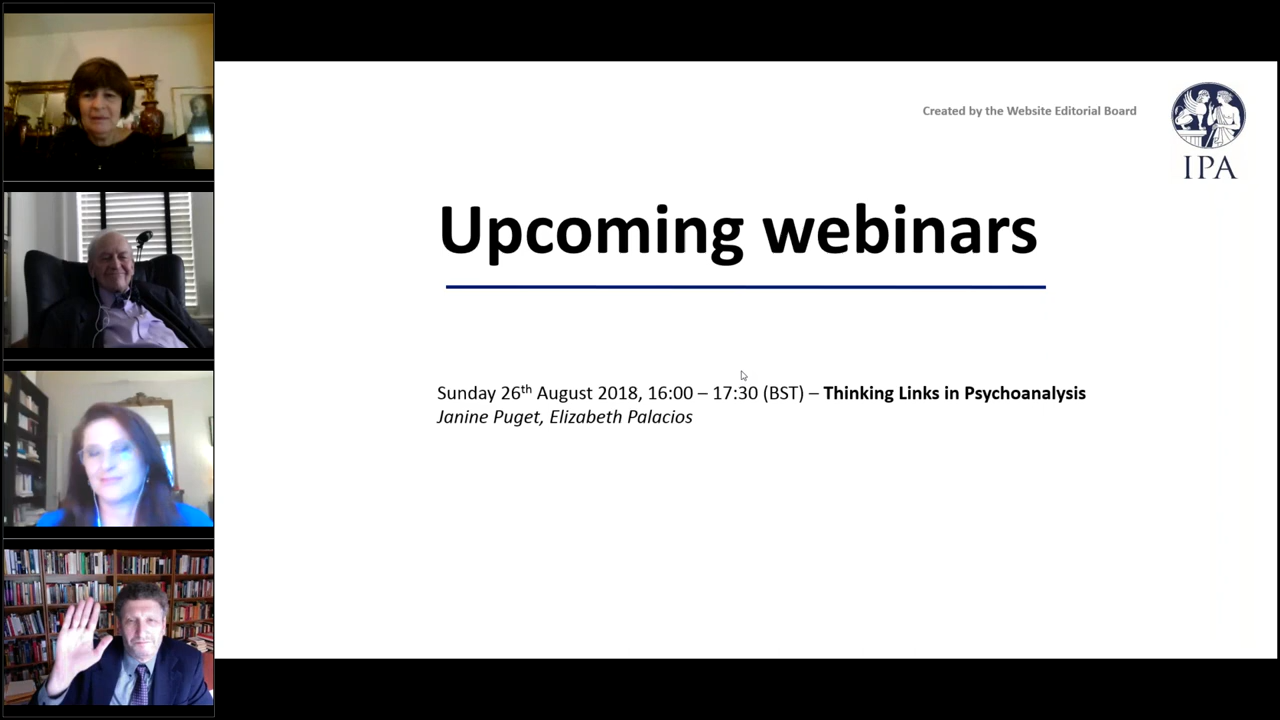 Created by the Website Editorial Board
IPA
Upcoming webinars
Sunday 26th August 2018, 16:00 – 17:30 (BST) – Thinking Links in Psychoanalysis
Janine Puget, Elizabeth Palacios